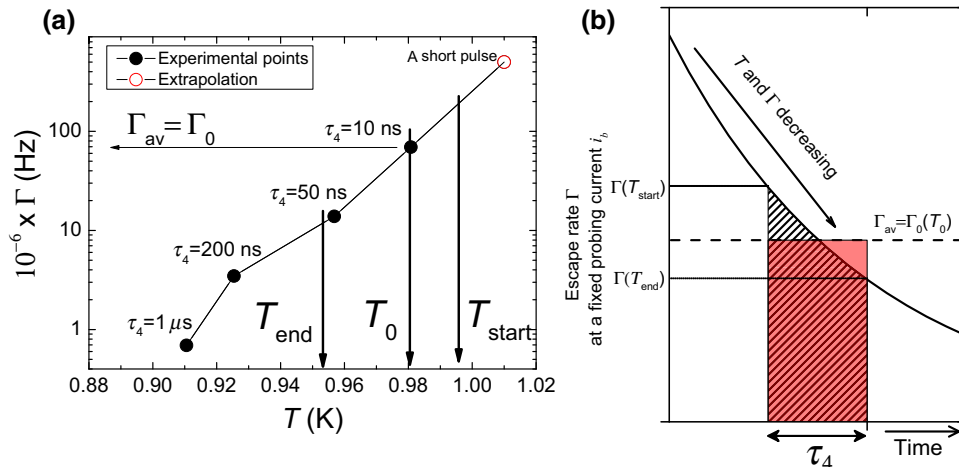 (a)
Experimental points
Extrapolation
A short pulse
Γav=Γ0
τ4=10 ns
τ4=50 ns
τ4=200 ns
τ4=1 μs
Tend
T0
Tstart
10⁻⁶ x Γ (Hz)
100
10
1
0.88 0.90 0.92 0.94 0.96 0.98 1.00 1.02
T (K)
(b)
T and Γ decreasing
Escape rate Γ
at a fixed probing current ib
Γ(Tstart)
Γav=Γ0(T0)
Γ(Tend)
τ4
Time